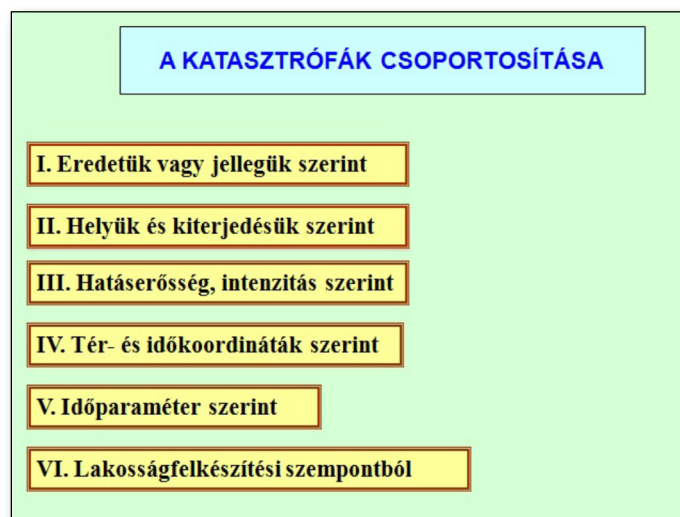 A KATASZTRÓFÁK CSOPORTOSÍTÁSA
I. Eredetük vagy jellegük szerint
II. Helyük és kiterjedésük szerint
III. Hatáserősség, intenzitás szerint
IV. Tér- és időkoordináták szerint
V. Időparaméter szerint
VI. Lakosságfelkészítési szempontból